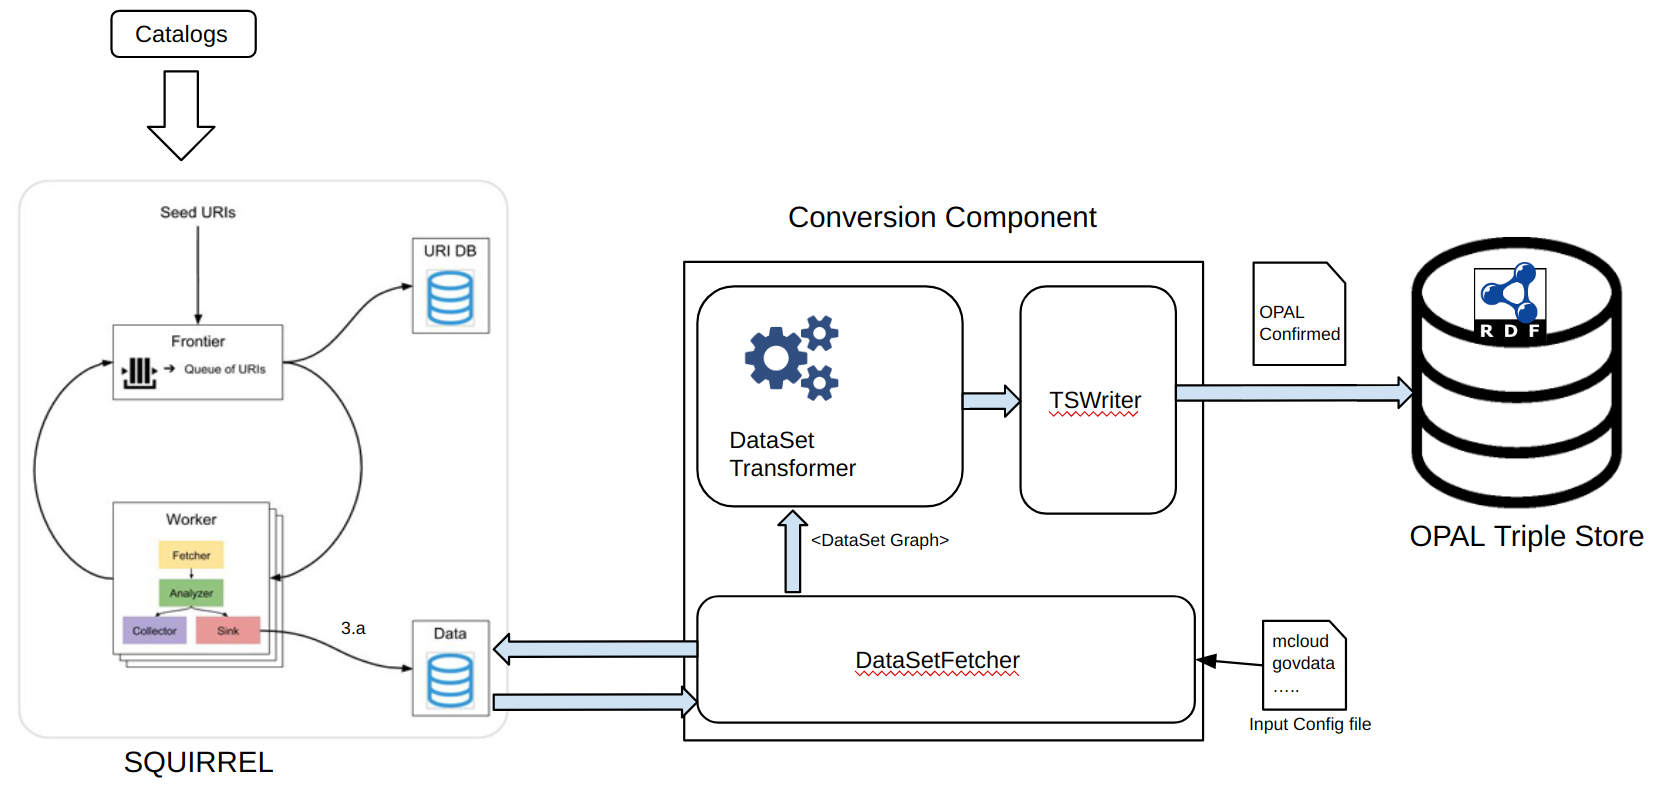 Catalogs
Seed URIs
URI DB
Frontier
Queue of URIs
Worker
Fetcher
Analyzer
Collector
Sink
3.a
Data
SQUIRREL
Conversion Component
DataSet
Transformer
TSWriter
<DataSet Graph>
DataSetFetcher
OPAL
Confirmed
RDF
OPAL Triple Store
mcloud
govdata
.....
Input Config file